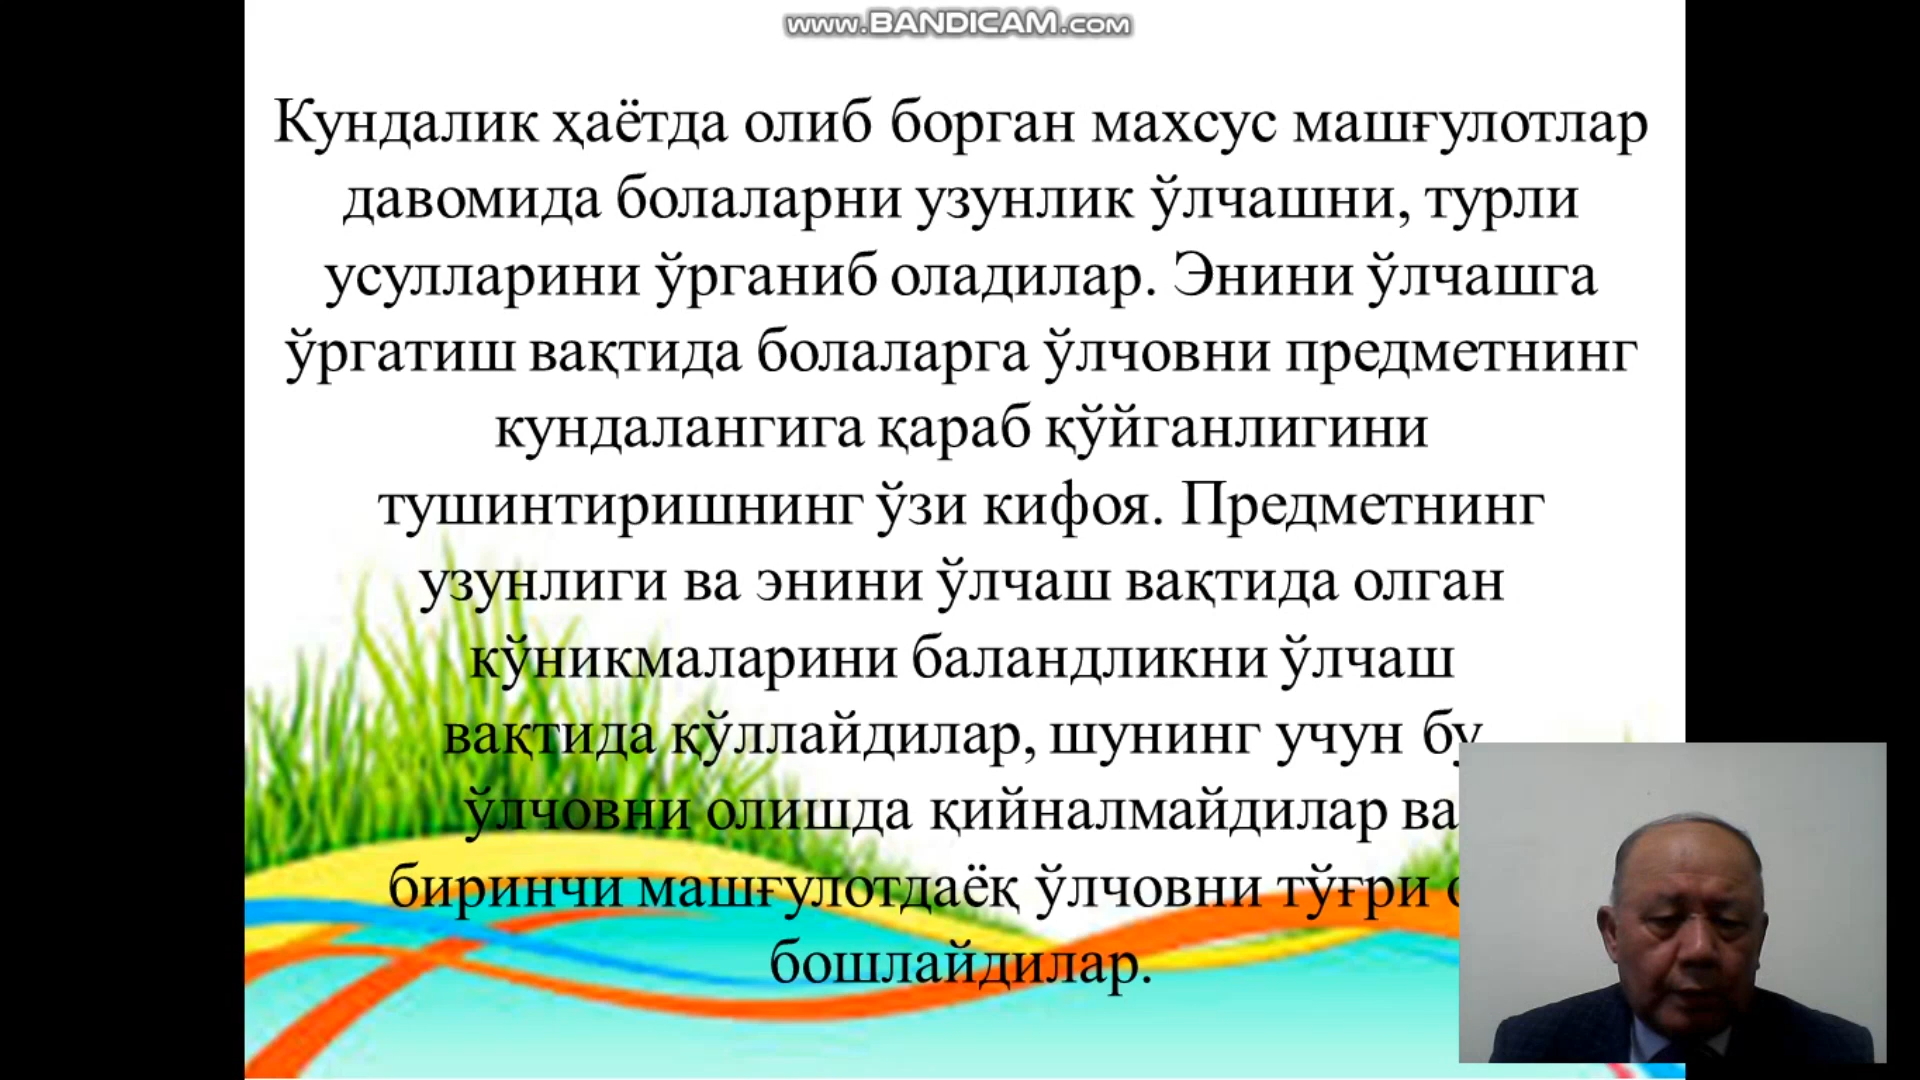 www.BANDICAM.com
Кундалик ҳаётда олиб борган махсус машғулотлар
давомида болаларни узунлик ўлчашни, турли
усулларини ўрганиб оладилар. Энини ўлчашга
ўргатиш вақтида болаларга ўлчовни предметнинг
кундалангига қараб қўйганлигини
тушинтиришнинг ўзи кифоя. Предметнинг
узунлиги ва энини ўлчаш вақтида олган
кўникмаларини баландликни ўлчаш
вақтида қўллайдилар, шунинг учун бу
ўлчовни олишда қийналмайдилар ва
биринчи машғулотдаёқ ўлчовни тўғри
бошлайдилар.